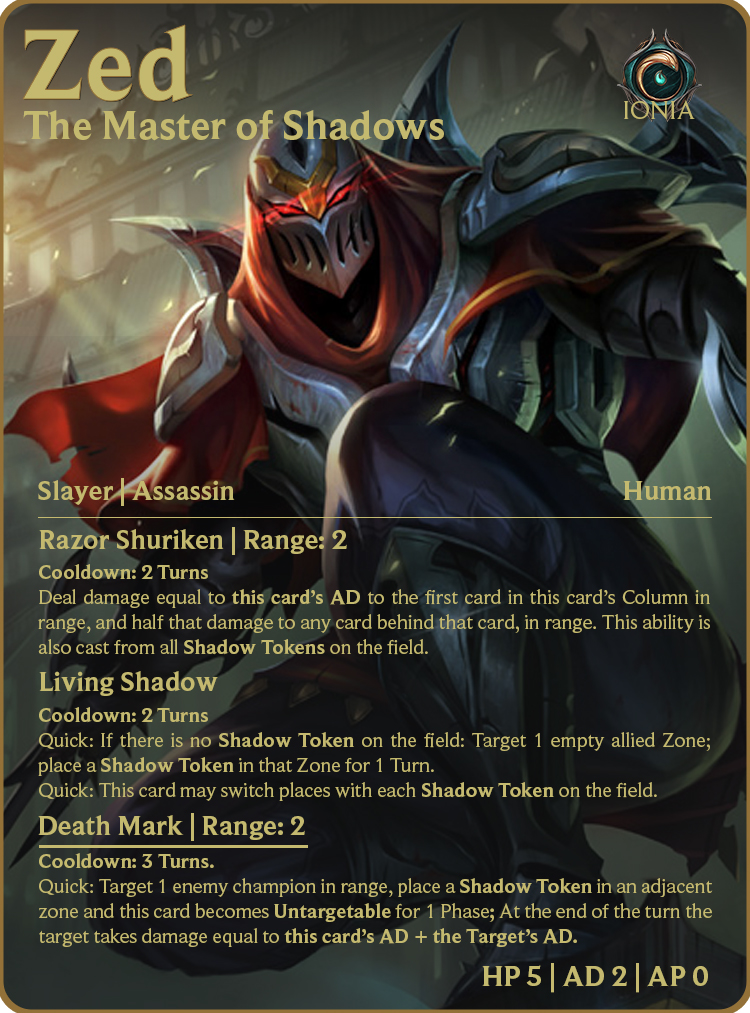 Zed
The Master of Shadows
IONIA
Slayer | Assassin
Human
Razor Shuriken | Range: 2
Cooldown: 2 Turns
Deal damage equal to this card's AD to the first card in this card's Column in
range, and half that damage to any card behind that card, in range. This ability is
also cast from all Shadow Tokens on the field.
Living Shadow
Cooldown: 2 Turns
Quick: If there is no Shadow Token on the field: Target 1 empty allied Zone;
place a Shadow Token in that Zone for 1 Turn.
Quick: This card may switch places with each Shadow Token on the field.
Death Mark | Range: 2
Cooldown: 3 Turns.
Quick: Target 1 enemy champion in range, place a Shadow Token in an adjacent
zone and this card becomes Untargetable for 1 Phase; At the end of the turn the
target takes damage equal to this card's AD + the Target's AD.
HP 5 | AD 2 | AP 0